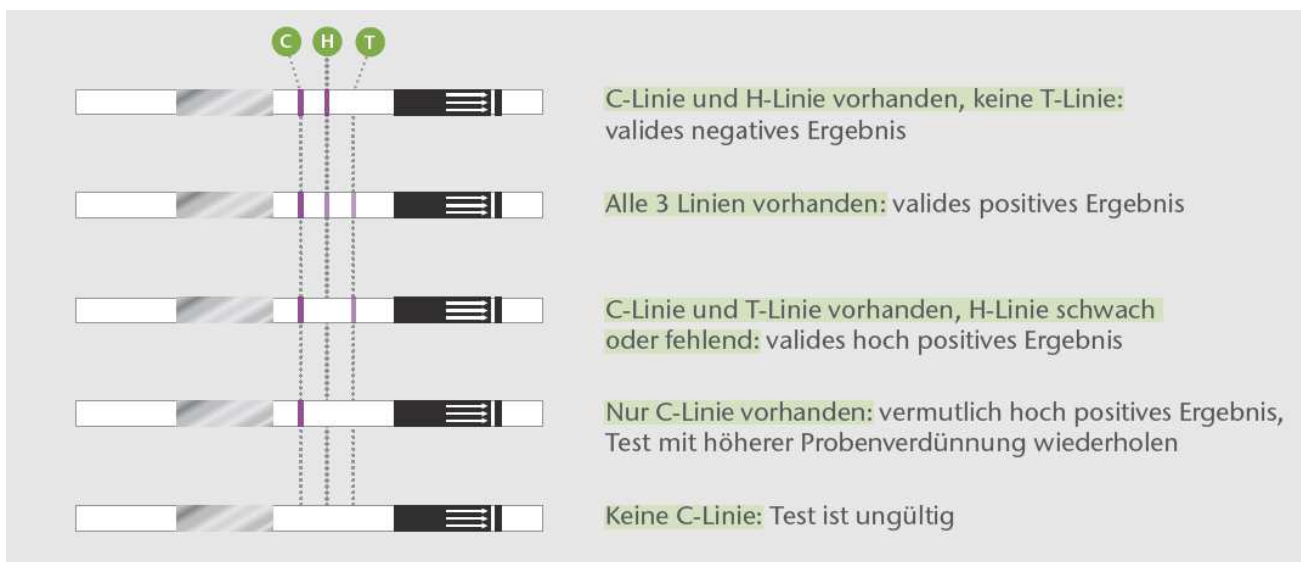 C H T
C-Linie und H-Linie vorhanden, keine T-Linie:
valides negatives Ergebnis
Alle 3 Linien vorhanden: valides positives Ergebnis
C-Linie und T-Linie vorhanden, H-Linie schwach
oder fehlend: valides hoch positives Ergebnis
Nur C-Linie vorhanden: vermutlich hoch positives Ergebnis,
Test mit höherer Probenverdünnung wiederholen
Keine C-Linie: Test ist ungültig